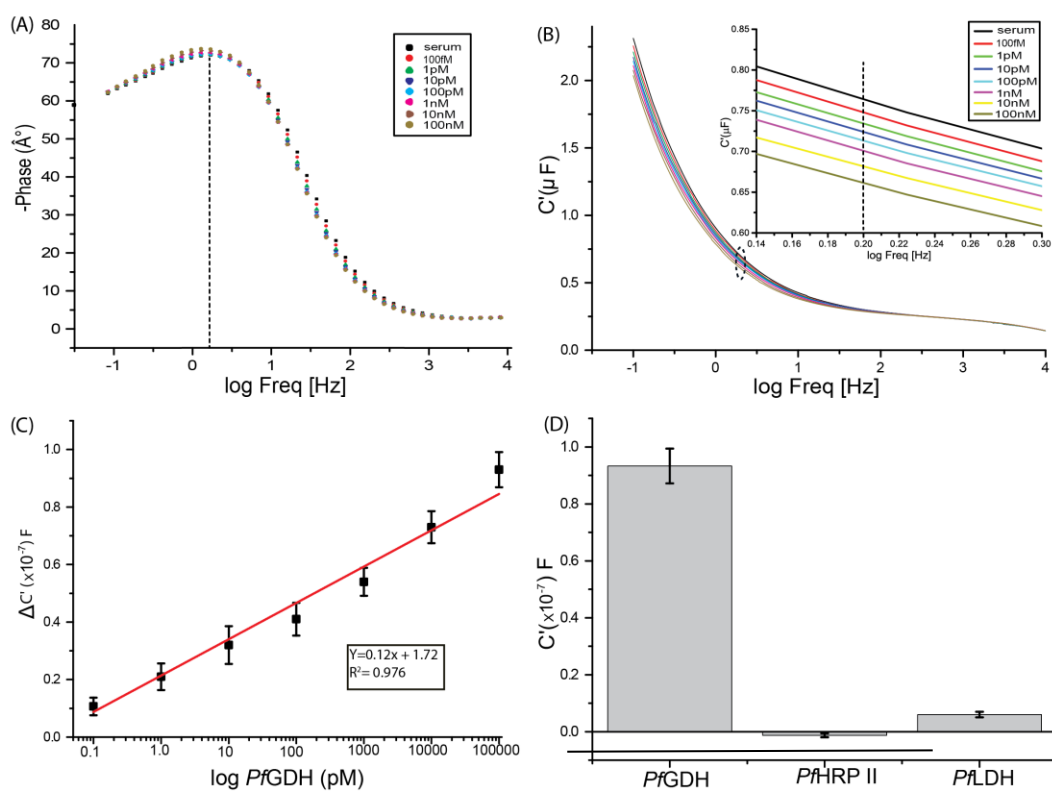 (A)
80
70
60
50
40
30
20
10
0
-Phase (Å°)
0
1
2
3
4
log Freq [Hz]
serum
100fM
1pM
10pM
100pM
1nM
10nM
100nM
(B)
2.0
1.5
1.0
0.5
0.0
C'(μ F)
-1
0
1
2
3
4
log Freq [Hz]
0.85
0.80
0.75
0.70
0.65
0.60
C'(μF)
0.14
0.16
0.18
0.20
0.22
0.24
0.26
0.28
0.30
log Freq [Hz]
serum
100fM
1pM
10pM
100pM
1nM
10nM
100nM
(C)
1.0
0.8
0.6
0.4
0.2
0.0
ΔC' (x10⁻⁷) F
0.1
1.0
10
100
1000
10000
100000
log PfGDH (pM)
Y=0.12x + 1.72
R²= 0.976
(D)
1.0
0.8
0.6
0.4
0.2
0.0
C' (x10⁻⁷) F
PfGDH
PfHRP II
PfLDH